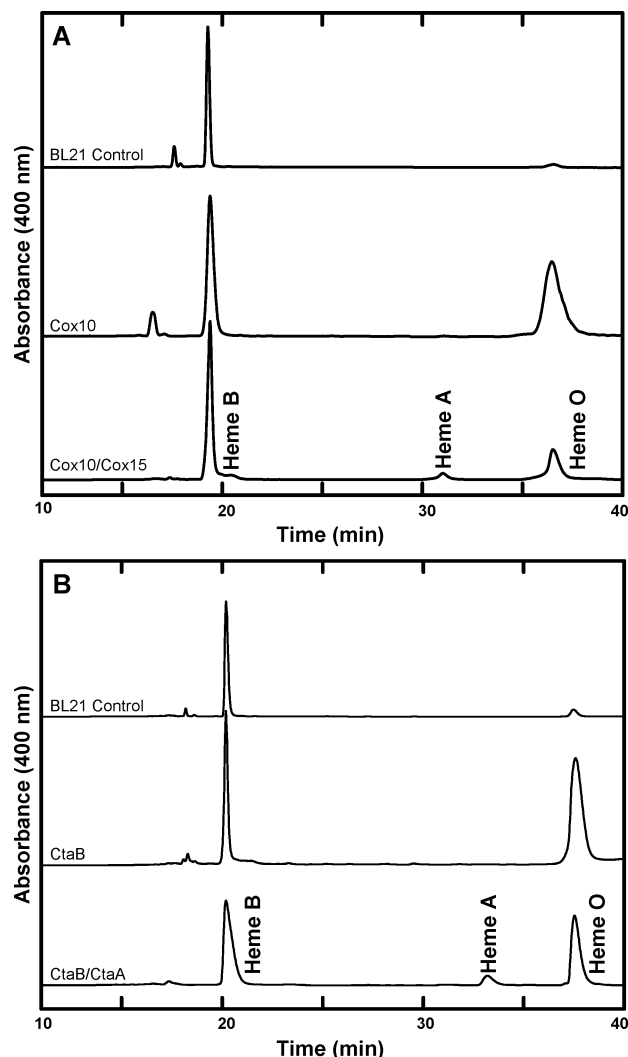 A
Absorbance (400 nm)
BL21 Control
Cox10
Cox10/Cox15
Heme B
Heme A
Heme O
10
20
30
40
Time (min)
B
Absorbance (400 nm)
BL21 Control
CtaB
CtaB/CtaA
Heme B
Heme A
Heme O
10
20
30
40
Time (min)